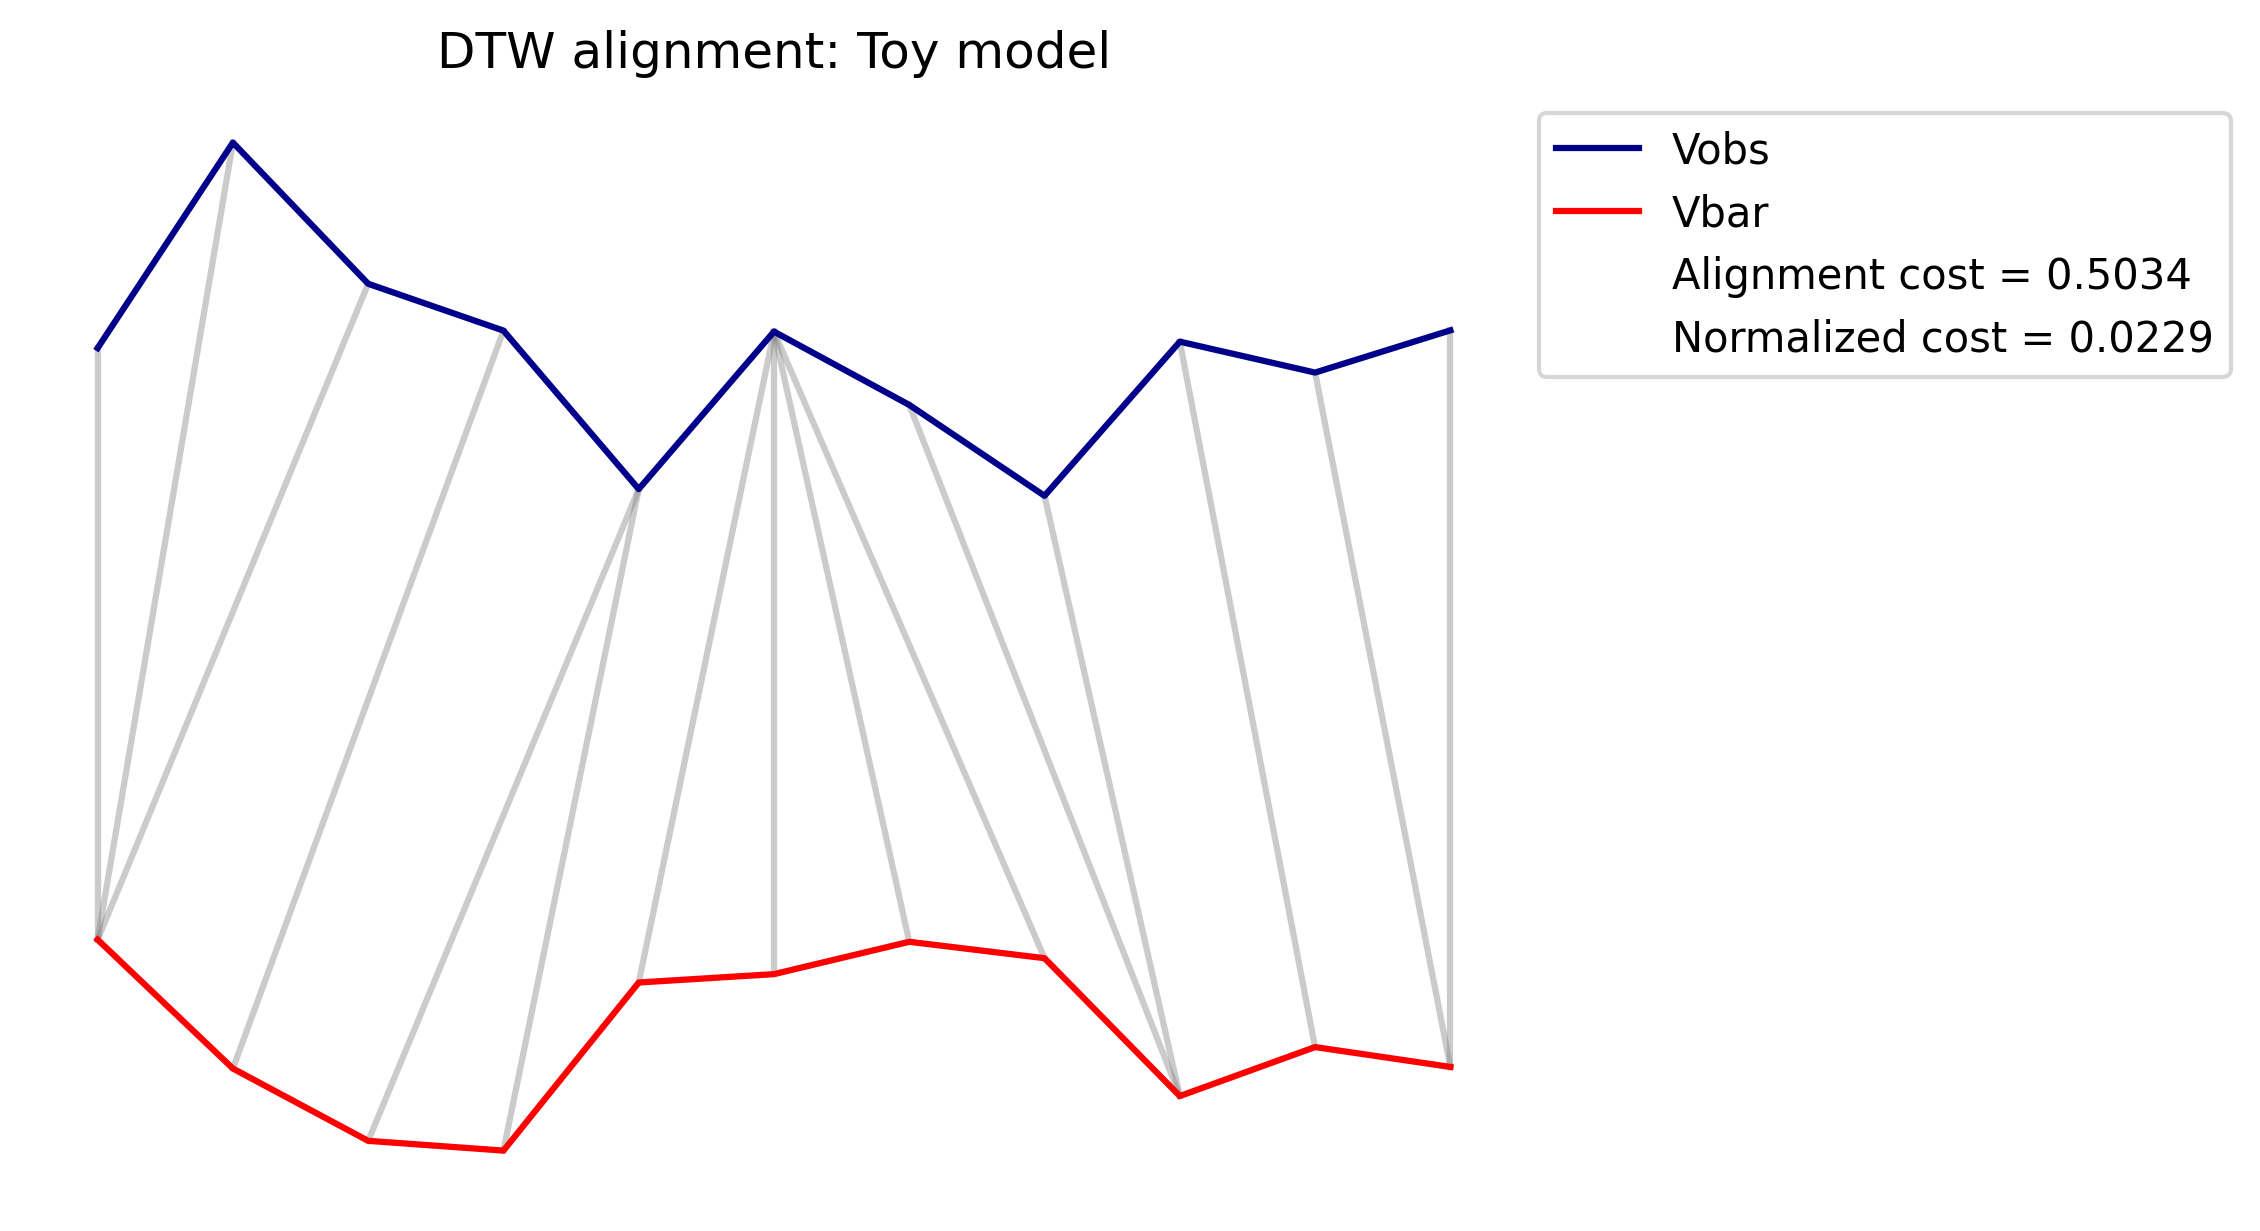 DTW alignment: Toy model
Vobs
Vbar
Alignment cost = 0.5034
Normalized cost = 0.0229